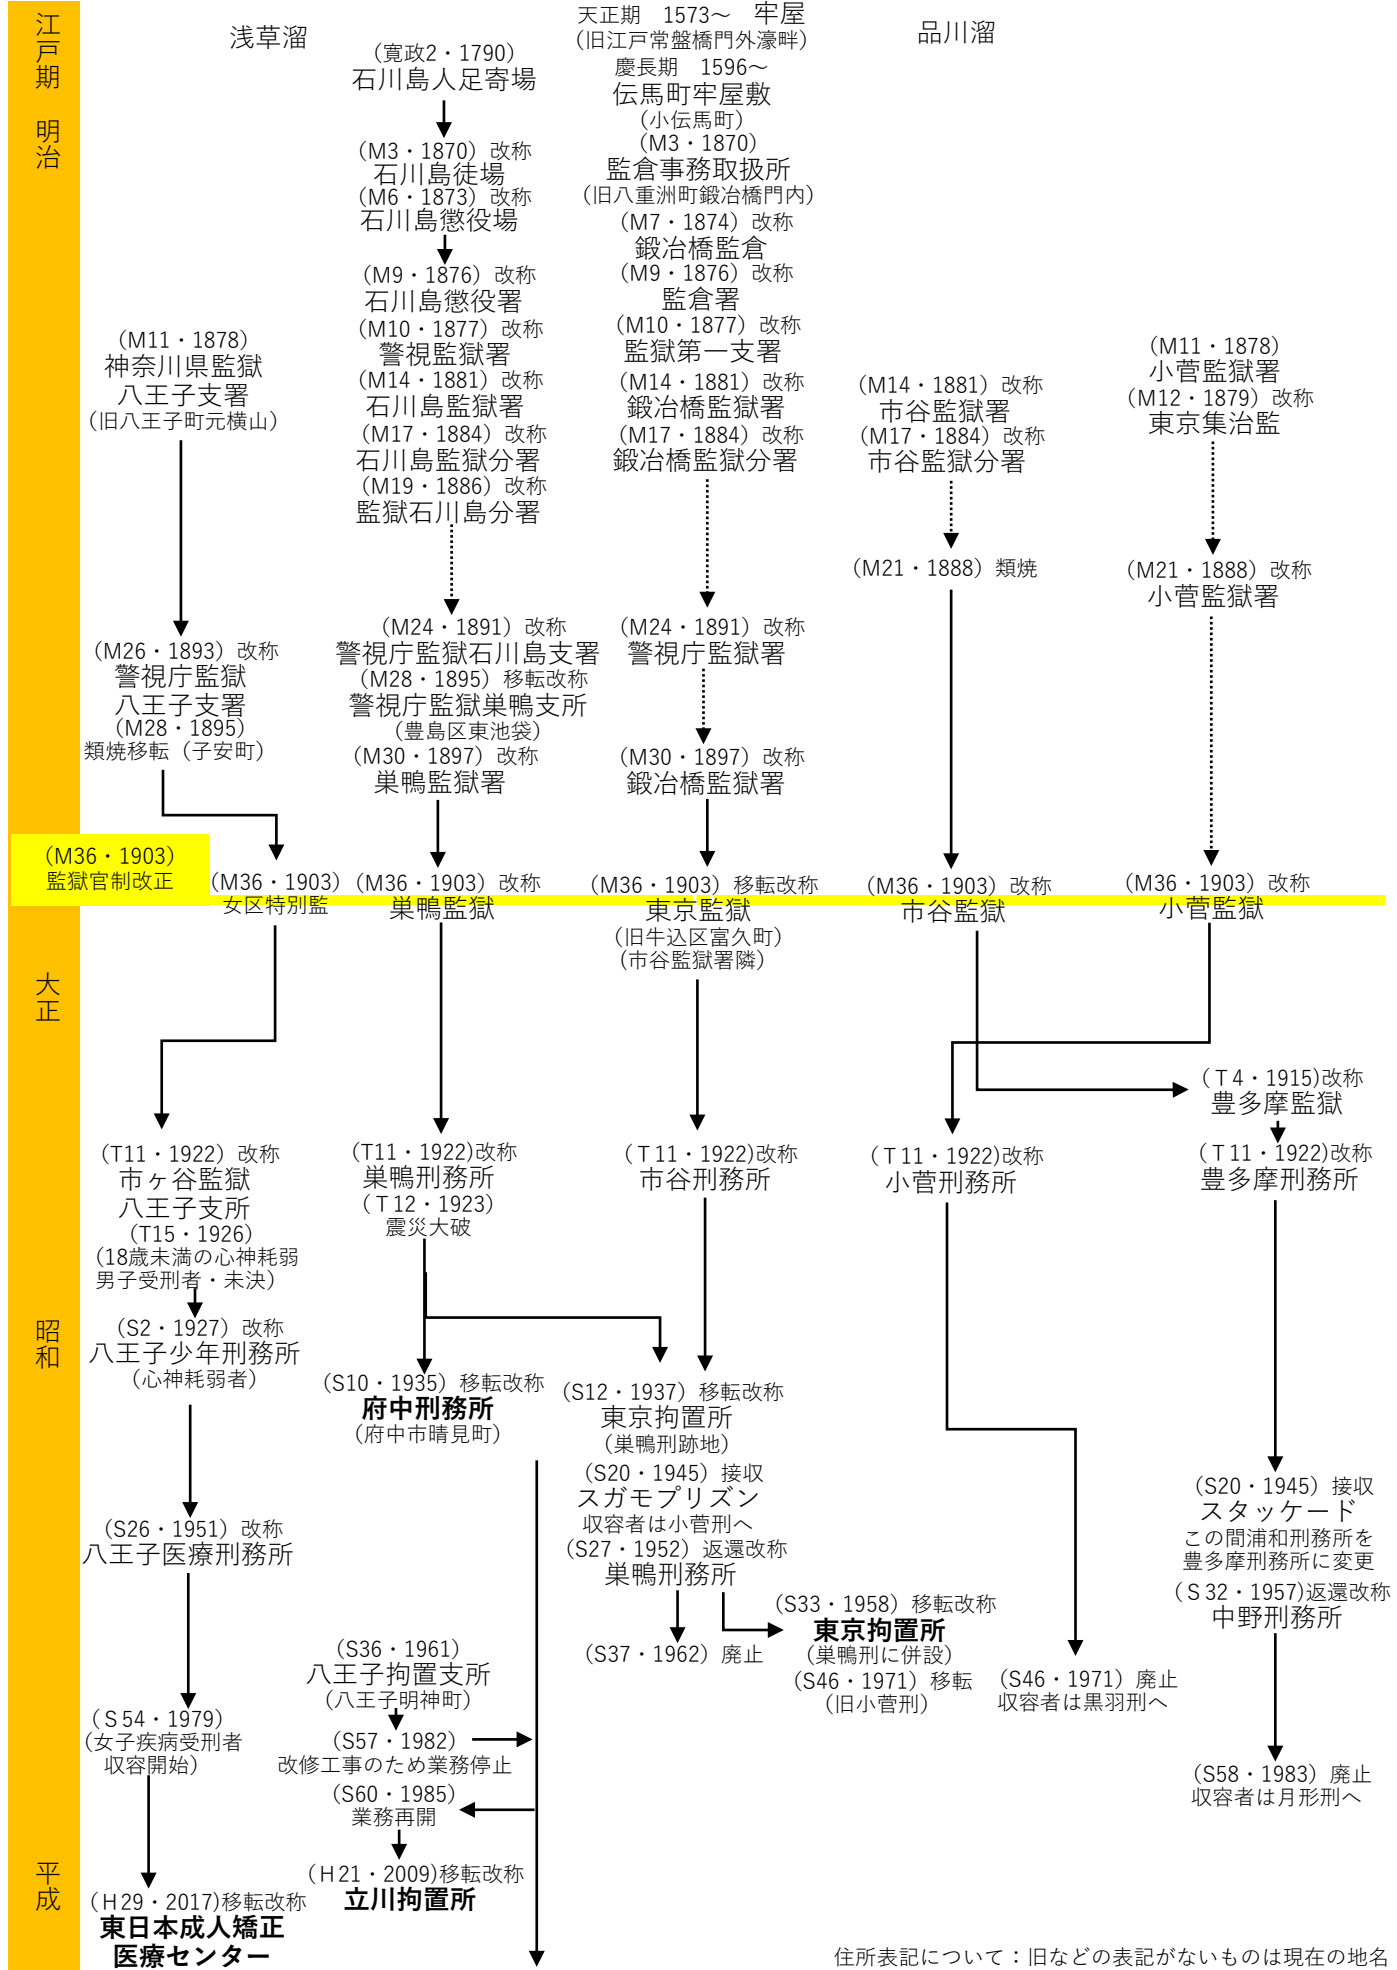 江戸期
明治
大正
昭和
平成
浅草溜
(寛政2・1790)
石川島人足寄場
(M3・1870）改称
石川島徒場
(M6・1873）改称
石川島懲役場
(M9・1876）改称
石川島懲役署
(M10・1877）改称
警視監獄署
(M14・1881）改称
石川島監獄署
(M17・1884）改称
石川島監獄分署
(M19・1886）改称
監獄石川島分署
(M24・1891）改称
警視庁監獄石川島支署
(M28・1895）移転改称
警視庁監獄巣鴨支所
(豊島区東池袋)
(M30・1897）改称
巣鴨監獄署
天正期　1573～　牢屋
(旧江戸常盤橋門外濠畔)
慶長期　1596～
伝馬町牢屋敷
(小伝馬町)
(M3・1870)
監倉事務取扱所
(旧八重洲町鍛冶橋門内)
(M7・1874）改称
鍛冶橋監倉
(M9・1876）改称
監倉署
(M10・1877）改称
監獄第一支署
(M14・1881）改称
鍛冶橋監獄署
(M17・1884）改称
鍛冶橋監獄分署
(M24・1891）改称
警視庁監獄署
(M30・1897）改称
鍛冶橋監獄署
品川溜
(M14・1881）改称
市谷監獄署
(M17・1884）改称
市谷監獄分署
(M21・1888）類焼
(M11・1878)
小菅監獄署
(M12・1879）改称
東京集治監
(M21・1888）改称
小菅監獄署
(M11・1878)
神奈川県監獄
八王子支署
(旧八王子町元横山)
(M26・1893）改称
警視庁監獄
八王子支署
(M28・1895)
類焼移転（子安町）
(M36・1903)
監獄官制改正
(M36・1903)
女区特別監
(M36・1903）改称
巣鴨監獄
(M36・1903）移転改称
東京監獄
(旧牛込区富久町)
(市谷監獄署隣)
(M36・1903）改称
市谷監獄
(M36・1903）改称
小菅監獄
(Ｔ4・1915)改称
豊多摩監獄
(T11・1922）改称
市ヶ谷監獄
八王子支所
(T15・1926)
(18歳未満の心神耗弱
男子受刑者・未決)
(S2・1927）改称
八王子少年刑務所
(心神耗弱者)
(S26・1951）改称
八王子医療刑務所
(Ｓ54・1979)
(女子疾病受刑者
収容開始)
(Ｈ29・2017)移転改称
東日本成人矯正
医療センター
(T11・1922)改称
巣鴨刑務所
(Ｔ12・1923)
震災大破
(S10・1935）移転改称
府中刑務所
(府中市晴見町)
(S36・1961)
八王子拘置支所
(八王子明神町)
(S57・1982)
改修工事のため業務停止
(S60・1985)
業務再開
(Ｈ21・2009)移転改称
立川拘置所
(Ｔ11・1922)改称
市谷刑務所
(S12・1937）移転改称
東京拘置所
(巣鴨刑跡地)
(S20・1945）接収
スガモプリズン
収容者は小菅刑へ
(S27・1952）返還改称
巣鴨刑務所
(S37・1962）廃止
(S33・1958）移転改称
東京拘置所
(巣鴨刑に併設)
(S46・1971）移転
(旧小菅刑)
(Ｔ11・1922)改称
小菅刑務所
(S46・1971）廃止
収容者は黒羽刑へ
(Ｔ11・1922)改称
豊多摩刑務所
(S20・1945）接収
スタッケード
この間浦和刑務所を
豊多摩刑務所に変更
(Ｓ32・1957)返還改称
中野刑務所
(S58・1983）廃止
収容者は月形刑へ
住所表記について：旧などの表記がないものは現在の地名